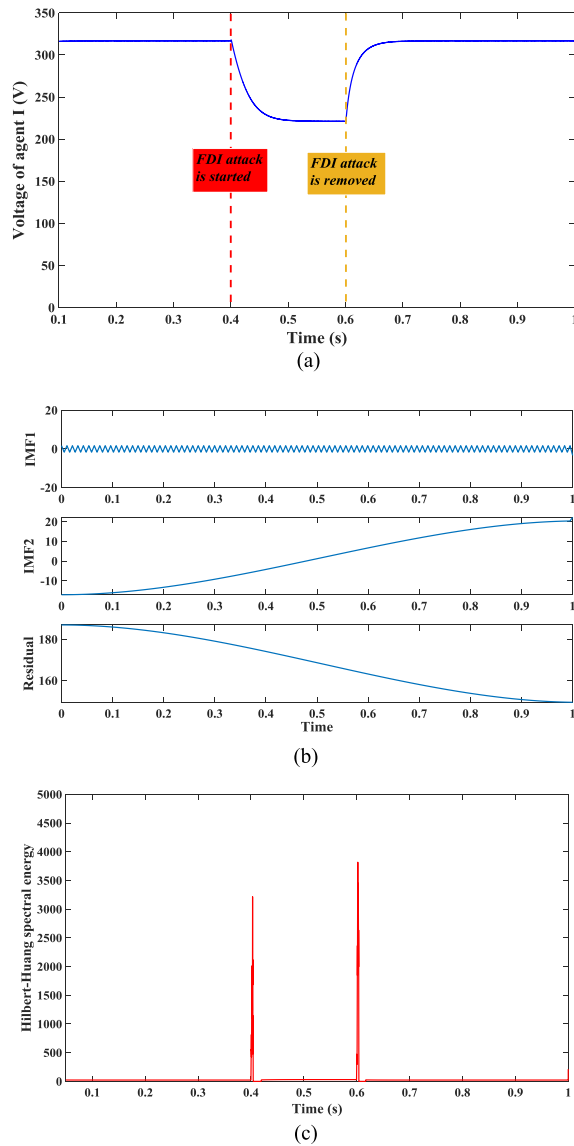 350
300
250
200
150
100
50
0
Voltage of agent I (V)
FDI attack
is started
FDI attack
is removed
0.1 0.2 0.3 0.4 0.5 0.6 0.7 0.8 0.9 1
Time (s)
(a)
20
0
-20
IMF1
0 0.1 0.2 0.3 0.4 0.5 0.6 0.7 0.8 0.9 1
20
10
0
-10
IMF2
0 0.1 0.2 0.3 0.4 0.5 0.6 0.7 0.8 0.9 1
180
160
Residual
0 0.1 0.2 0.3 0.4 0.5 0.6 0.7 0.8 0.9 1
Time
(b)
5000
4500
4000
3500
3000
2500
2000
1500
1000
500
0
Hilbert-Huang spectral energy
0.1 0.2 0.3 0.4 0.5 0.6 0.7 0.8 0.9 1
Time (s)
(c)